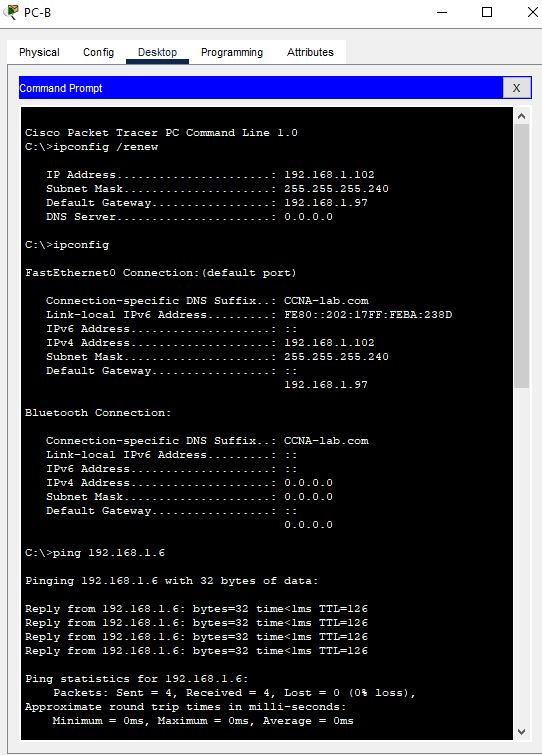 PC-B
Physical Config Desktop Programming Attributes
Command Prompt X
Cisco Packet Tracer PC Command Line 1.0
C:\>ipconfig /renew
IP Address......................: 192.168.1.102
Subnet Mask.....................: 255.255.255.240
Default Gateway.................: 192.168.1.97
DNS Server......................: 0.0.0.0
C:\>ipconfig
FastEthernet0 Connection:(default port)
Connection-specific DNS Suffix..: CCNA-lab.com
Link-local IPv6 Address.........: FE80::202:17FF:FEBA:238D
IPv6 Address....................: ::
IPv4 Address....................: 192.168.1.102
Subnet Mask.....................: 255.255.255.240
Default Gateway.................: ::
192.168.1.97
Bluetooth Connection:
Connection-specific DNS Suffix..: CCNA-lab.com
Link-local IPv6 Address.........: ::
IPv6 Address....................: ::
IPv4 Address....................: 0.0.0.0
Subnet Mask.....................: 0.0.0.0
Default Gateway.................: ::
0.0.0.0
C:\>ping 192.168.1.6
Pinging 192.168.1.6 with 32 bytes of data:
Reply from 192.168.1.6: bytes=32 time<1ms TTL=126
Reply from 192.168.1.6: bytes=32 time<1ms TTL=126
Reply from 192.168.1.6: bytes=32 time<1ms TTL=126
Reply from 192.168.1.6: bytes=32 time<1ms TTL=126
Ping statistics for 192.168.1.6:
Packets: Sent = 4, Received = 4, Lost = 0 (0% loss),
Approximate round trip times in milli-seconds:
Minimum = 0ms, Maximum = 0ms, Average = 0ms